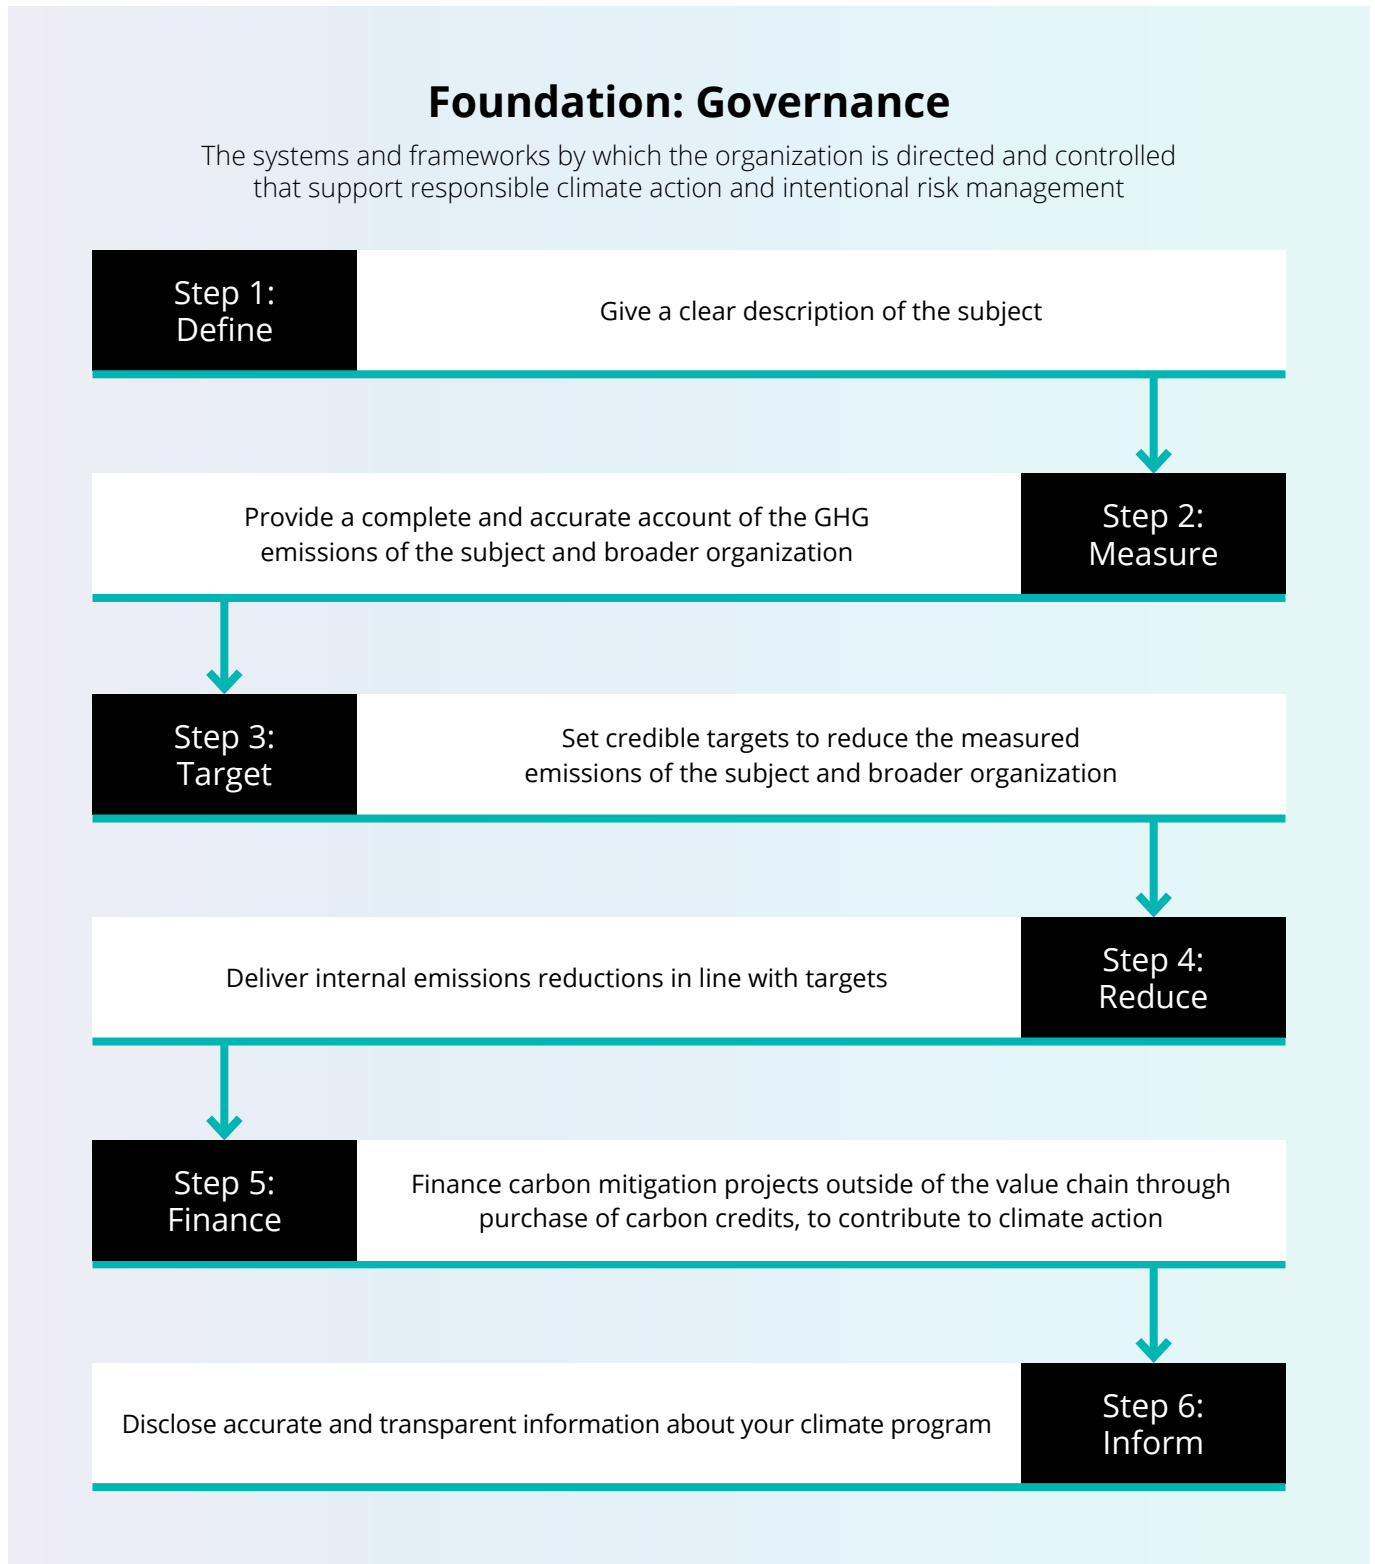 Foundation: Governance
The systems and frameworks by which the organization is directed and controlled
that support responsible climate action and intentional risk management
Step 1:
Define
Give a clear description of the subject
Provide a complete and accurate account of the GHG
emissions of the subject and broader organization
Step 2:
Measure
Step 3:
Target
Set credible targets to reduce the measured
emissions of the subject and broader organization
Deliver internal emissions reductions in line with targets
Step 4:
Reduce
Step 5:
Finance
Finance carbon mitigation projects outside of the value chain through
purchase of carbon credits, to contribute to climate action
Disclose accurate and transparent information about your climate program
Step 6:
Inform